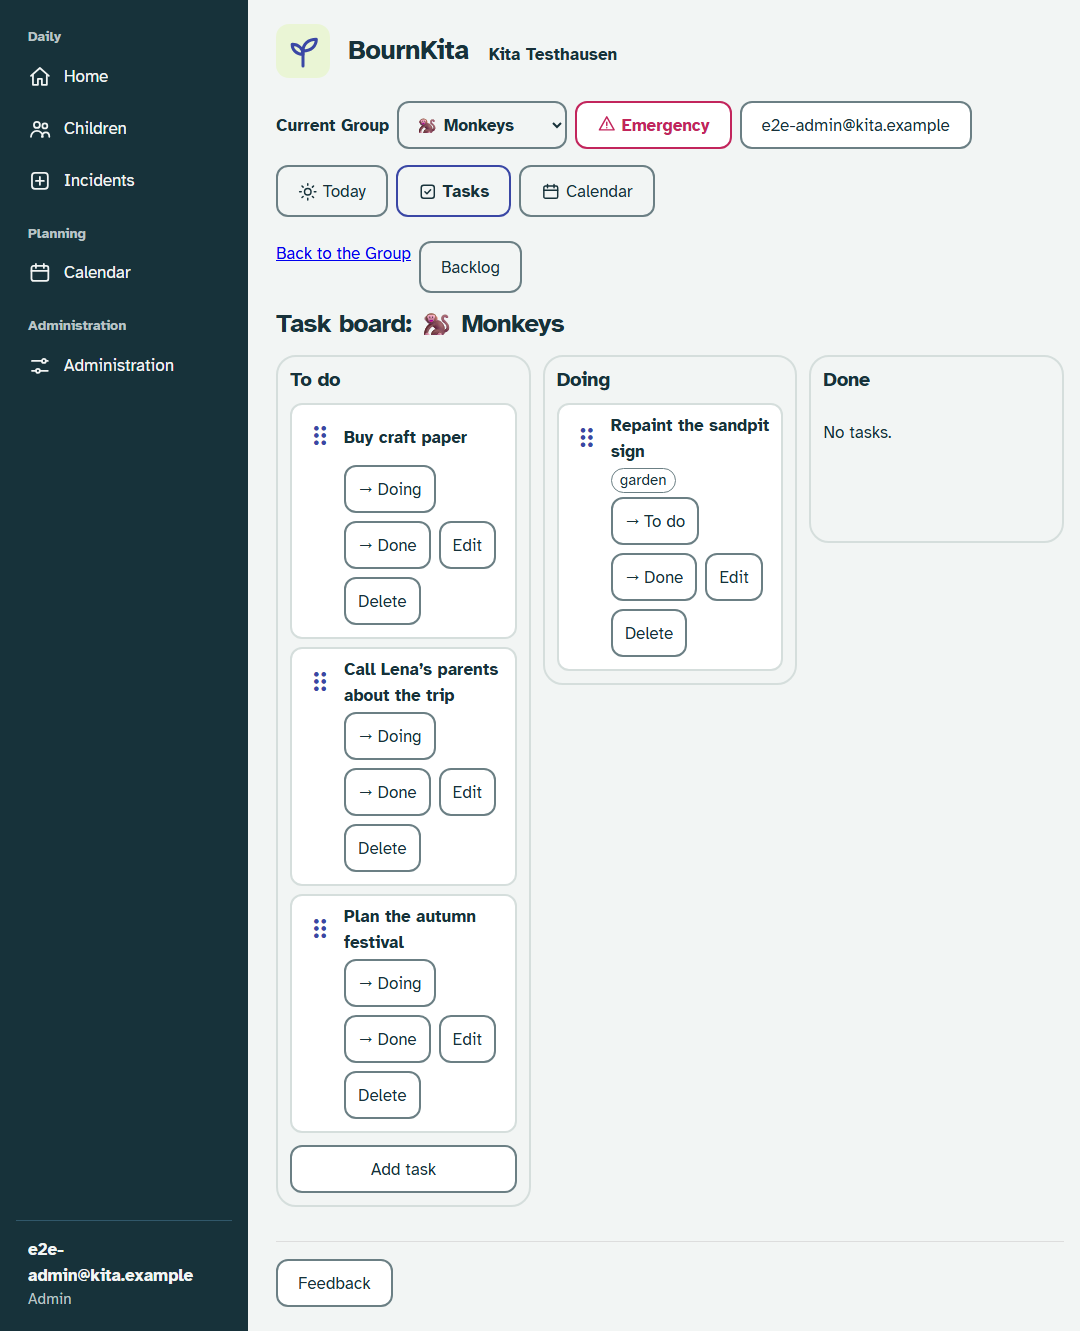 Daily
Home
Children
Incidents
Planning
Calendar
Administration
Administration
e2e-
admin@kita.example
Admin
BournKita Kita Testhausen
Current Group 🐒 Monkeys Emergency e2e-admin@kita.example
Today Tasks Calendar
Back to the Group Backlog
Task board: 🐒 Monkeys
To do
Buy craft paper
→ Doing
→ Done Edit
Delete
Call Lena’s parents
about the trip
→ Doing
→ Done Edit
Delete
Plan the autumn
festival
→ Doing
→ Done Edit
Delete
Add task
Doing
Repaint the sandpit
sign
garden
→ To do
→ Done Edit
Delete
Done
No tasks.
Feedback